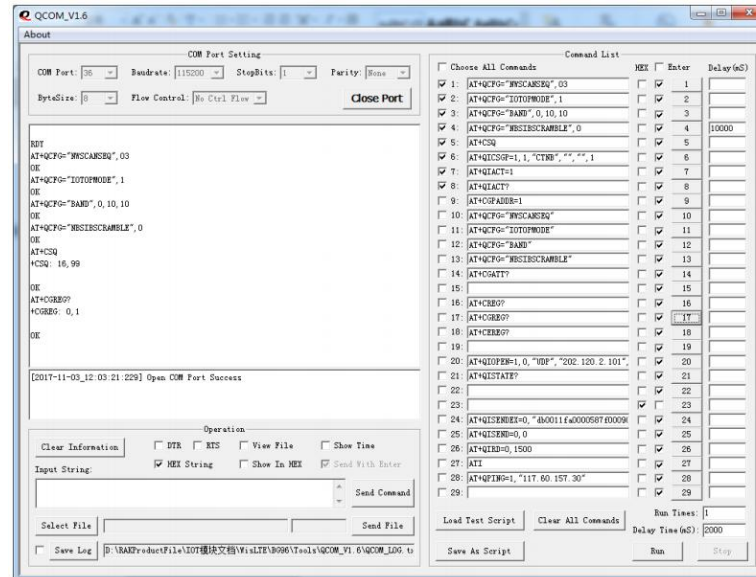 QCOM_V1.6
About
COM Port Setting
COM Port: 36 Baudrate: 115200 StopBits: 1 Parity: None
ByteSize: 8 Flow Control: No Ctrl Flow Close Port
RDY
AT+QCFG="NWSCANSEQ",03
OK
AT+QCFG="IOTOPMODE",1
OK
AT+QCFG="BAND",0,10,10
OK
AT+QCFG="NBSIBSCRAMBLE",0
OK
AT+CSQ
+CSQ: 16,99
OK
AT+CGREG?
+CGREG: 0,1
OK
[2017-11-03_12:03:21:229] Open COM Port Success
Operation
Clear Information DTR RTS View File Show Time
HEX String Show In HEX Send With Enter
Input String:
Send Command
Select File Send File
Save Log D:\RAKProductFile\IOT模块文档\WisLTE\BG96\Tools\QCOM_V1.6\QCOM_LOG.t
Command List
Choose All Commands HEX Enter Delay(mS)
1: AT+QCFG="NWSCANSEQ",03 1
2: AT+QCFG="IOTOPMODE",1 2
3: AT+QCFG="BAND",0,10,10 3
4: AT+QCFG="NBSIBSCRAMBLE",0 4 10000
5: AT+CSQ 5
6: AT+QICSGP=1,1,"CTNB","","",1 6
7: AT+QIACT=1 7
8: AT+QIACT? 8
9: AT+CGPADDR=1 9
10: AT+QCFG="NWSCANSEQ" 10
11: AT+QCFG="IOTOPMODE" 11
12: AT+QCFG="BAND" 12
13: AT+QCFG="NBSIBSCRAMBLE" 13
14: AT+CGATT? 14
15: 15
16: AT+CREG? 16
17: AT+CGREG? 17
18: AT+CEREG? 18
19: 19
20: AT+QIOPEN=1,0,"UDP","202.120.2.101", 20
21: AT+QISTATE? 21
22: 22
23: 23
24: AT+QISENDEX=0,"db0011fa0000587f0009 24
25: AT+QISEND=0,0 25
26: AT+QIRD=0,1500 26
27: ATI 27
28: AT+QPING=1,"117.60.157.30" 28
29: 29
Load Test Script Clear All Commands Run Times: 1
Delay Time(mS): 2000
Save As Script Run Stop